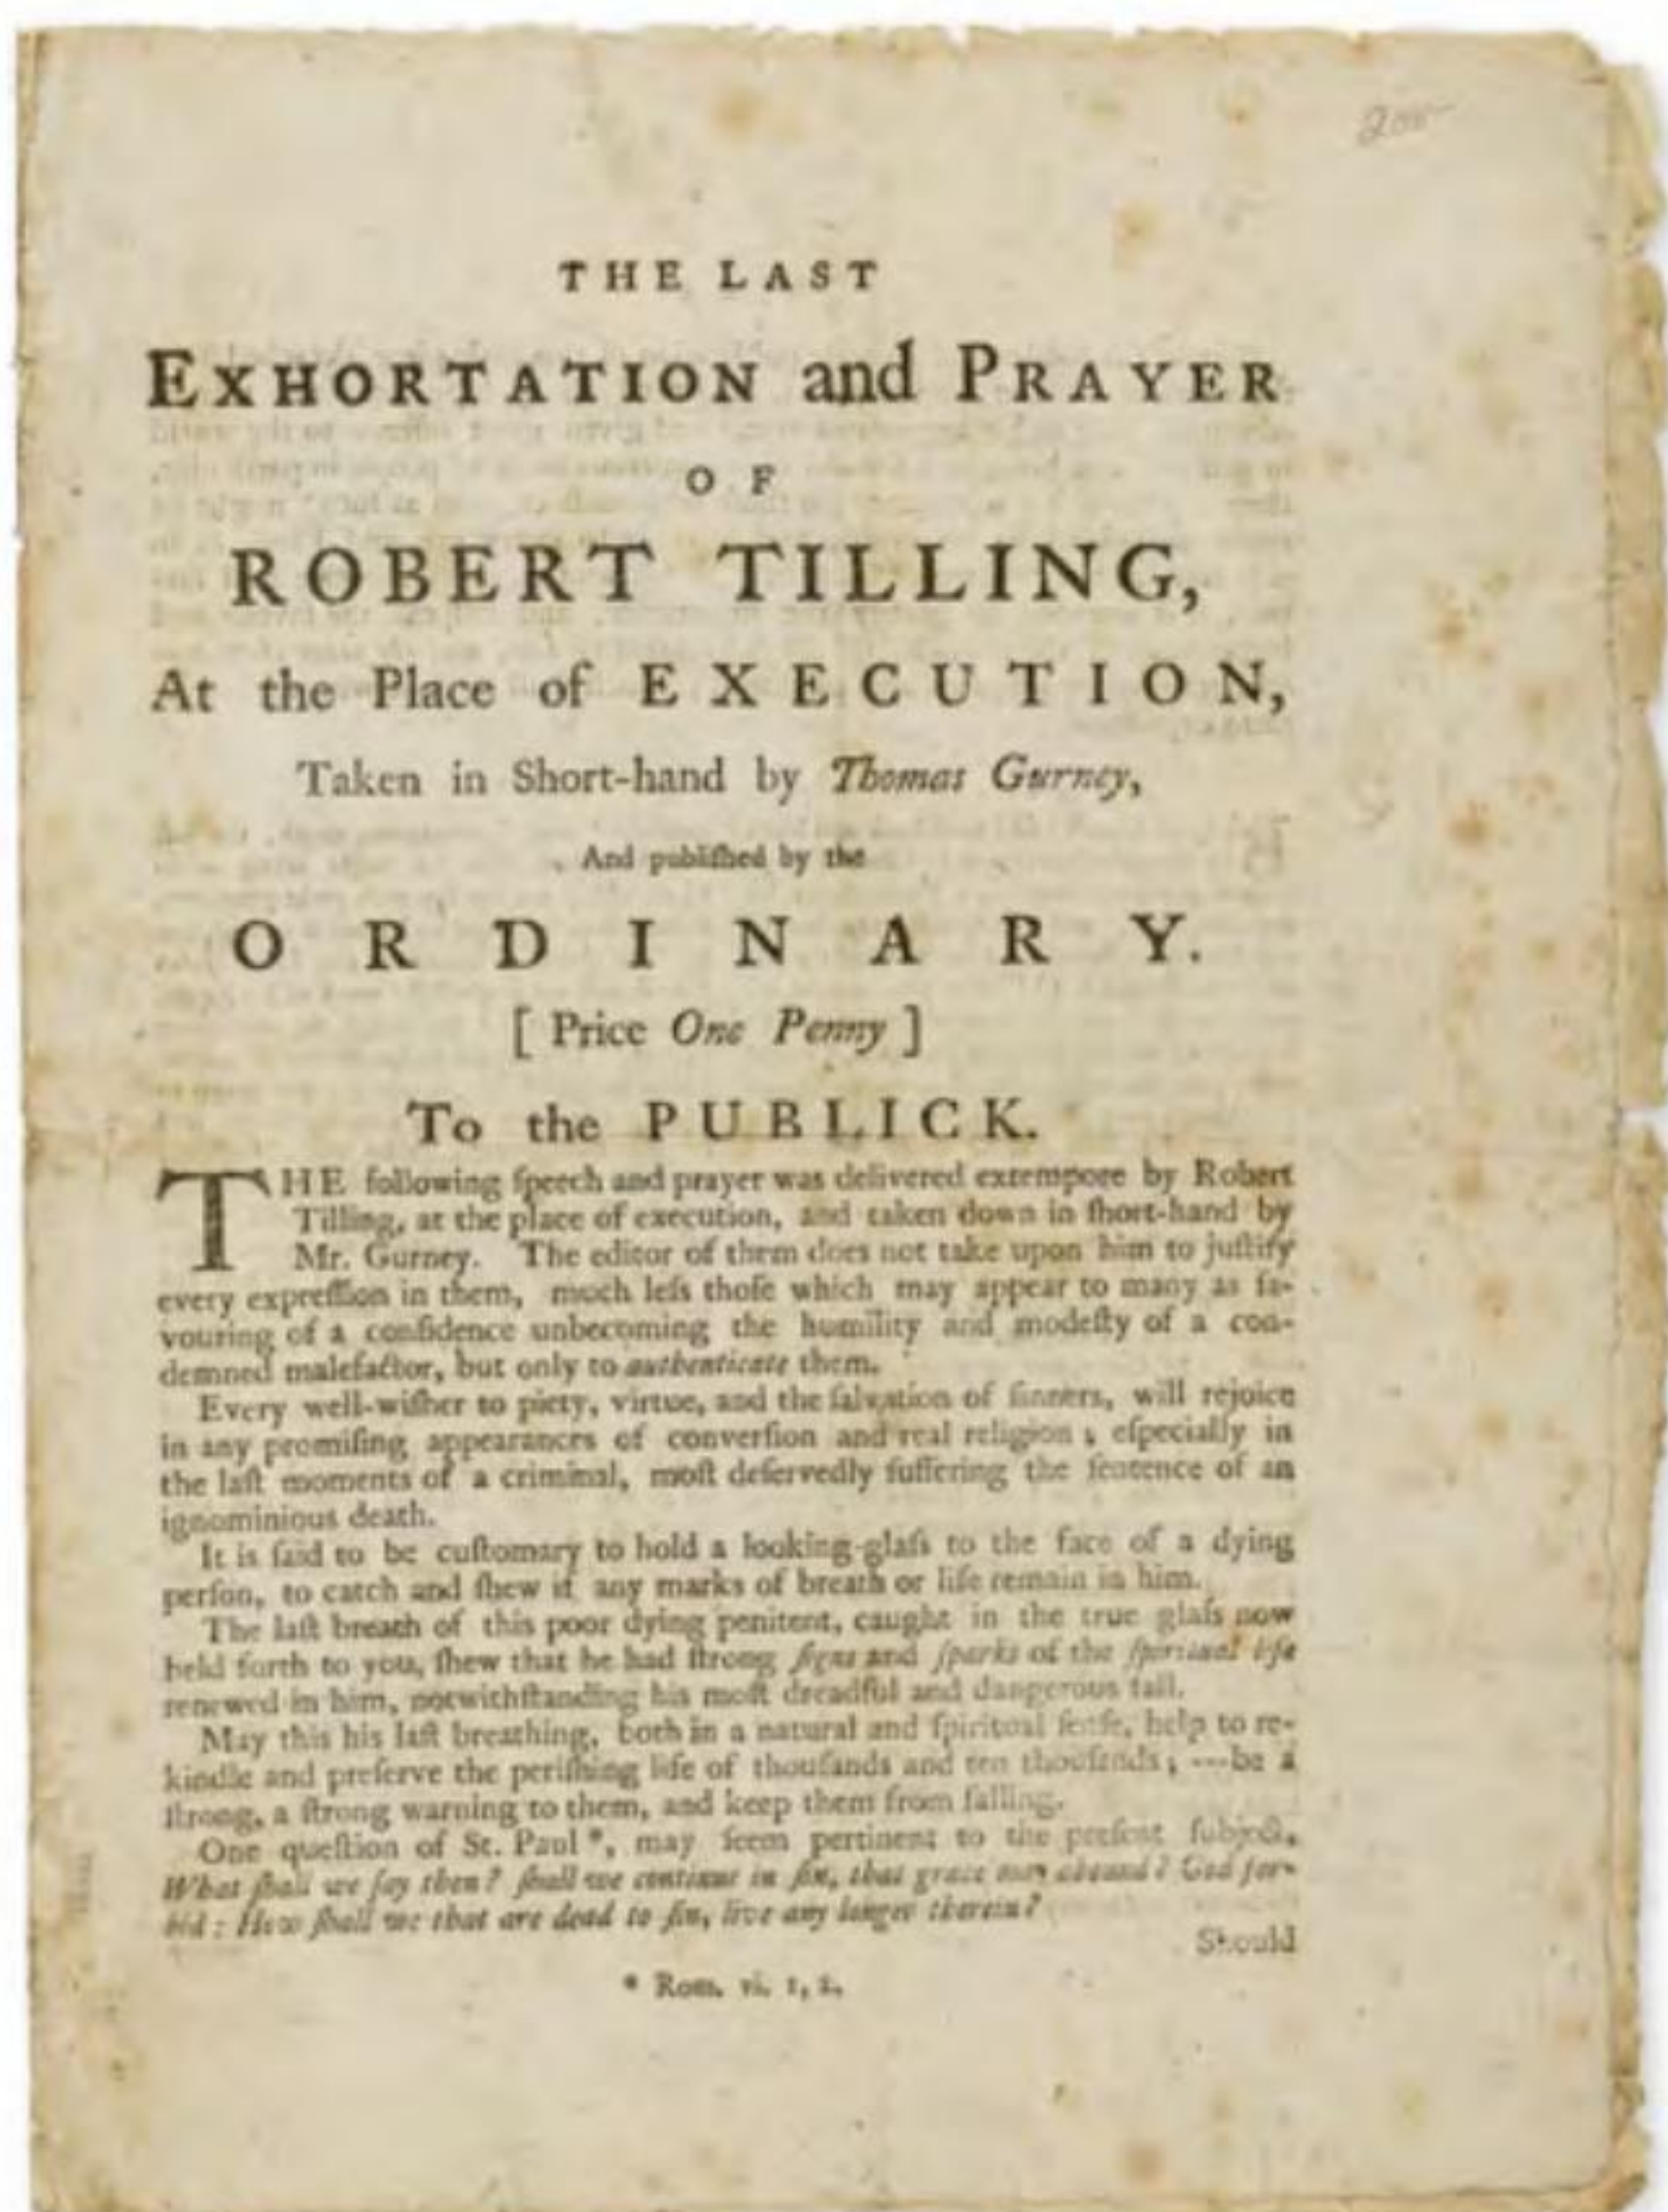 200
THE LAST
EXHORTATION and PRAYER
OF
ROBERT TILLING,
At the Place of EXECUTION,
Taken in Short-hand by Thomas Gurney,
And publiſhed by the
ORDINARY.
[ Price One Penny ]
To the PUBLICK.
THE following ſpeech and prayer was delivered extempore by Robert
Tilling, at the place of execution, and taken down in ſhort-hand by
Mr. Gurney. The editor of them does not take upon him to juſtify
every expreſſion in them, much leſs thoſe which may appear to many as ſa-
vouring of a confidence unbecoming the humility and modeſty of a con-
demned malefactor, but only to authenticate them.
Every well-wiſher to piety, virtue, and the ſalvation of ſinners, will rejoice
in any promiſing appearances of converſion and real religion ; eſpecially in
the laſt moments of a criminal, moſt deſervedly ſuffering the ſentence of an
ignominious death.
It is ſaid to be cuſtomary to hold a looking-glaſs to the face of a dying
perſon, to catch and ſhew if any marks of breath or life remain in him.
The laſt breath of this poor dying penitent, caught in the true glaſs now
held forth to you, ſhew that he had ſtrong ſigns and ſparks of the ſpiritual life
renewed in him, notwithſtanding his moſt dreadful and dangerous fall.
May this his laſt breathing, both in a natural and ſpiritual ſenſe, help to re-
kindle and preſerve the periſhing life of thouſands and ten thouſands ; ---be a
ſtrong, a ſtrong warning to them, and keep them from falling.
One queſtion of St. Paul *, may ſeem pertinent to the preſent ſubject,
What ſhall we ſay then? ſhall we continue in ſin, that grace may abound? God for-
bid : How ſhall we that are dead to ſin, live any longer therein?
Should
* Rom. vi. 1, 2.